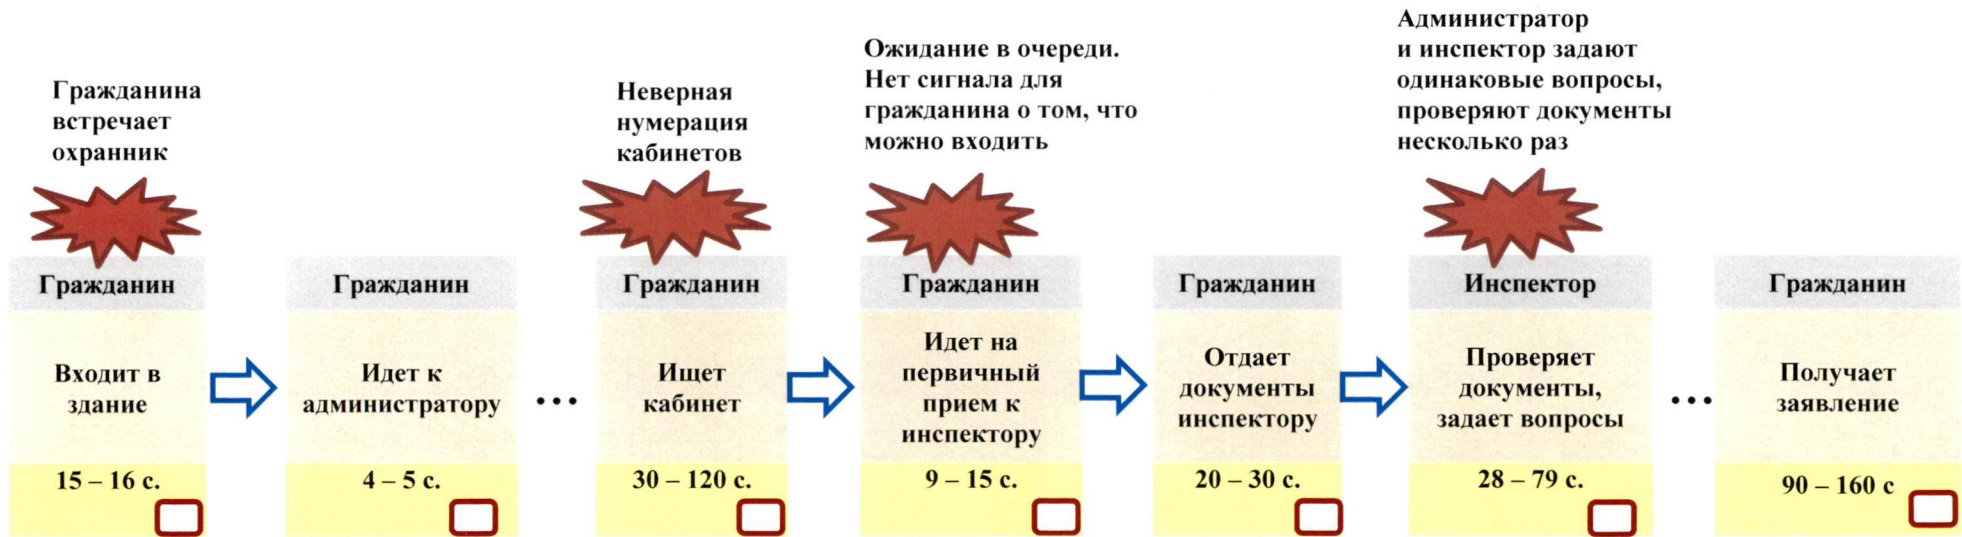 Гражданина
встречает
охранник
Неверная
нумерация
кабинетов
Ожидание в очереди.
Нет сигнала для
гражданина о том, что
можно входить
Администратор
и инспектор задают
одинаковые вопросы,
проверяют документы
несколько раз
Гражданин
Входит в
здание
15 – 16 с.
Гражданин
Идет к
администратору
4 – 5 с.
...
Гражданин
Ищет
кабинет
30 – 120 с.
Гражданин
Идет на
первичный
прием к
инспектору
9 – 15 с.
Гражданин
Отдает
документы
инспектору
20 – 30 с.
Инспектор
Проверяет
документы,
задает вопросы
28 – 79 с.
...
Гражданин
Получает
заявление
90 – 160 с